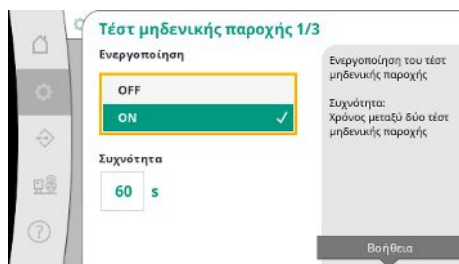 Τέστ μηδενικής παροχής 1/3
Ενεργοποίηση
OFF
ON
Συχνότητα
60 s
Ενεργοποίηση του τέστ
μηδενικής παροχής
Συχνότητα:
Χρόνος μεταξύ δύο τέστ
μηδενικής παροχής
Βοήθεια